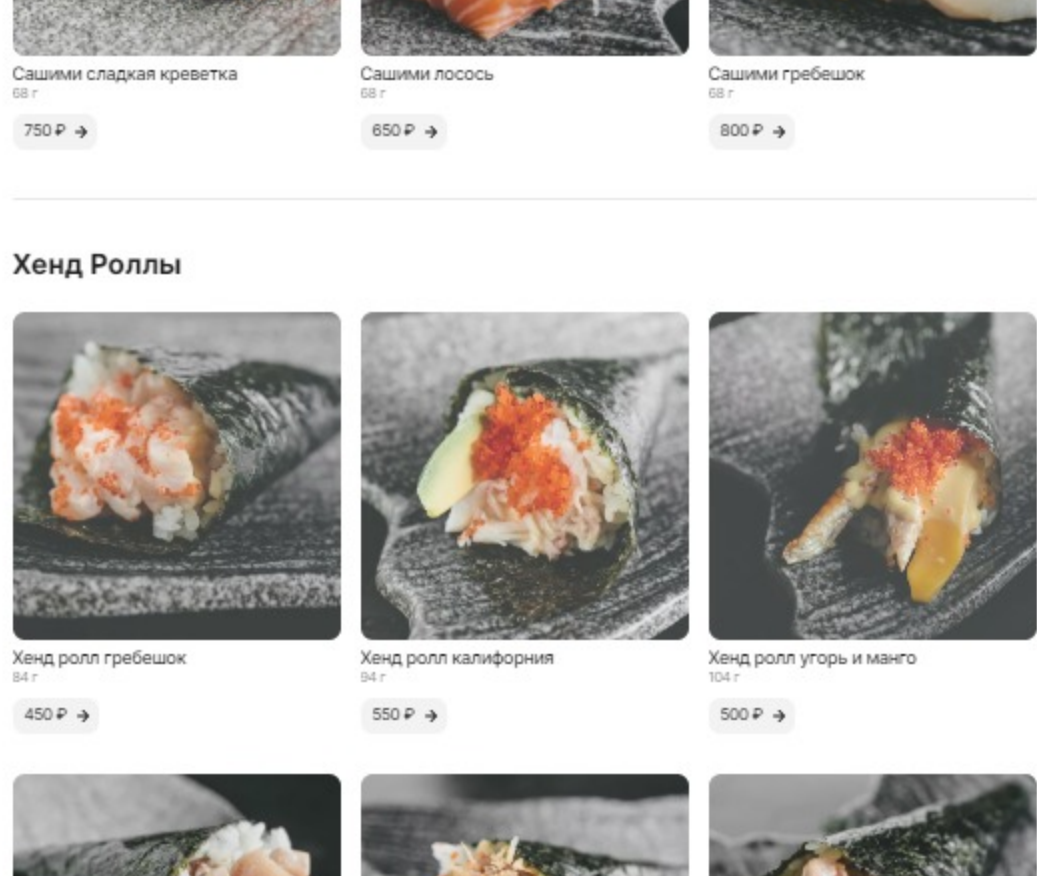 Сашими сладкая креветка
68 г
750 ₽ →
Сашими лосось
68 г
650 ₽ →
Сашими гребешок
68 г
800 ₽ →
Хенд Роллы
Хенд ролл гребешок
84 г
450 ₽ →
Хенд ролл калифорния
94 г
550 ₽ →
Хенд ролл угорь и манго
104 г
500 ₽ →